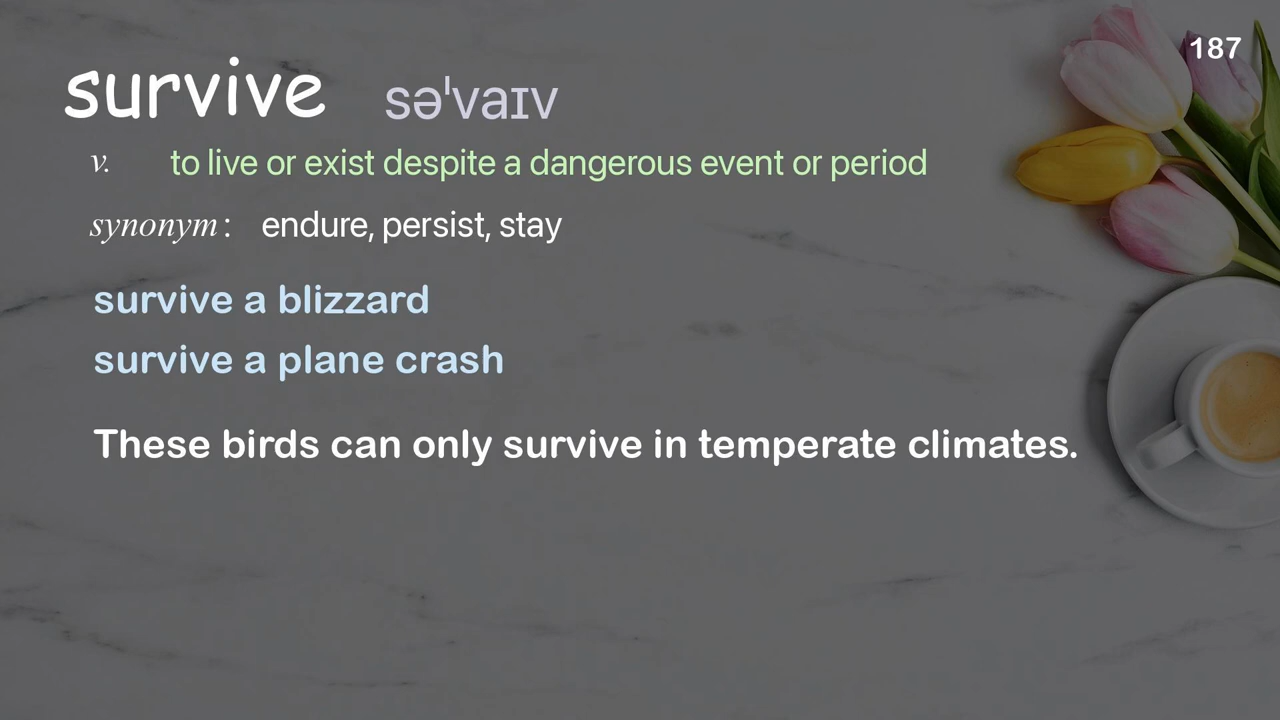 187
survive səˈvaɪv
v. to live or exist despite a dangerous event or period
synonym: endure, persist, stay
survive a blizzard
survive a plane crash
These birds can only survive in temperate climates.